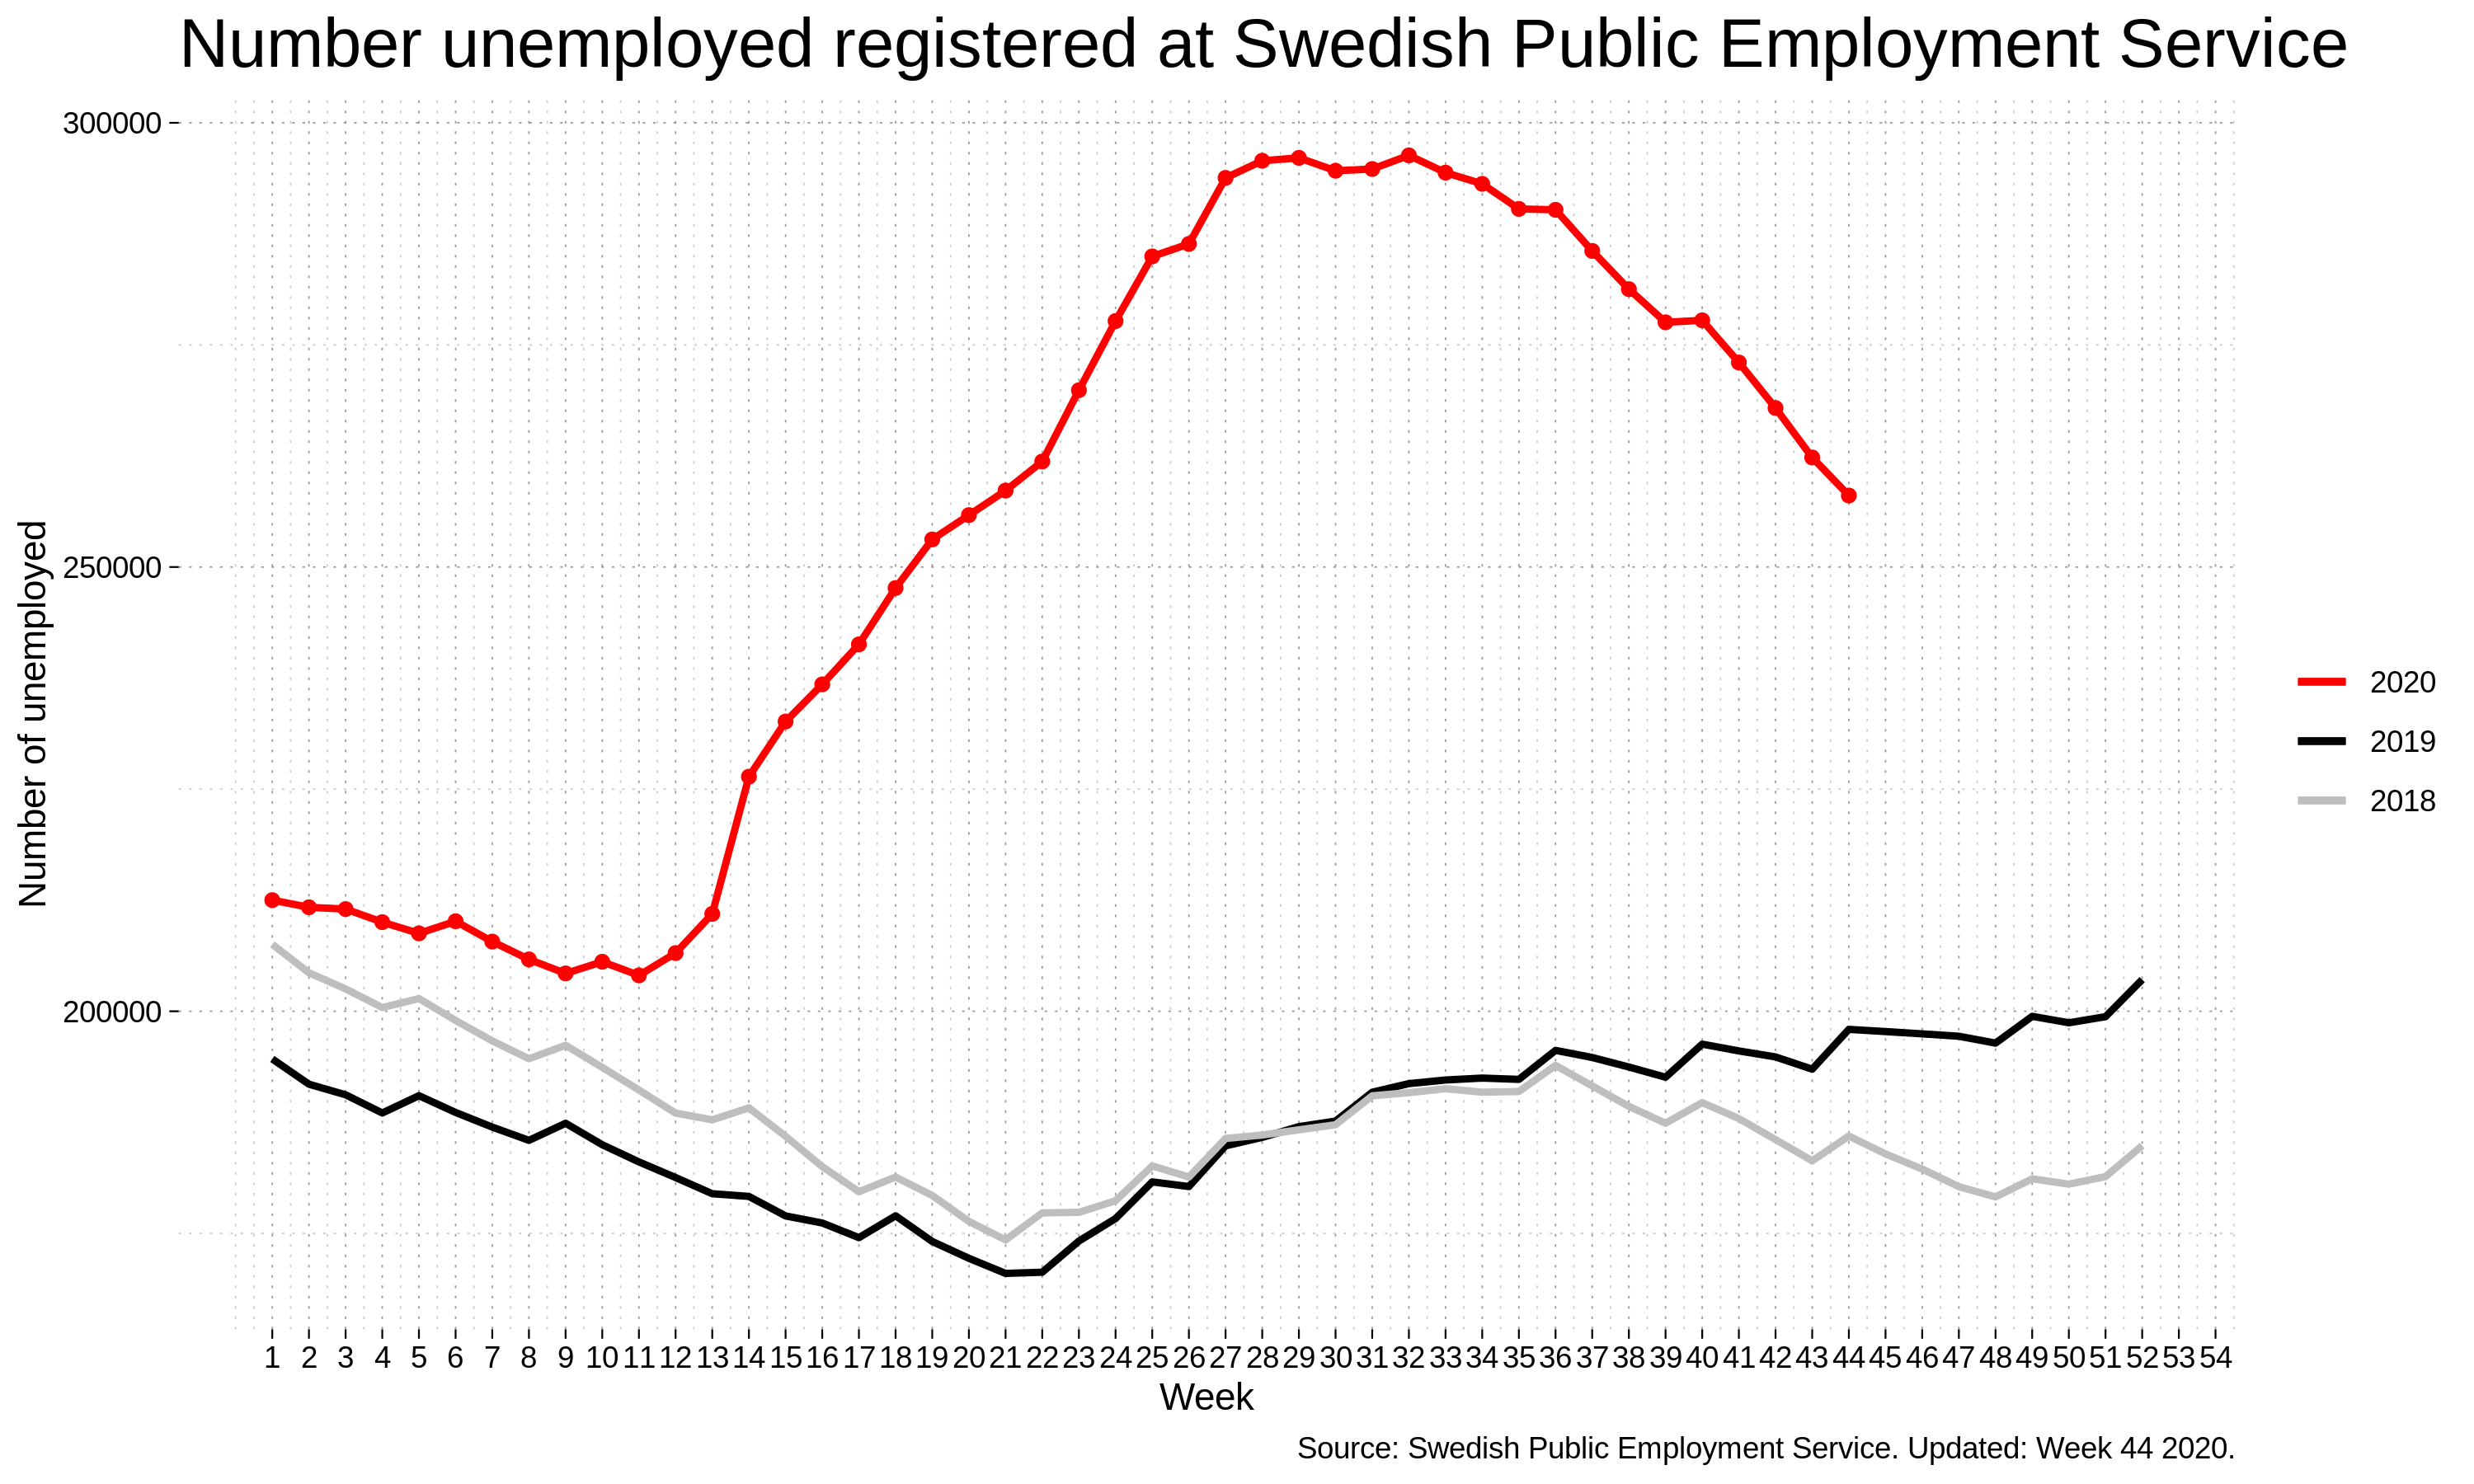 Number unemployed registered at Swedish Public Employment Service
300000
250000
200000
Number of unemployed
2020
2019
2018
1 2 3 4 5 6 7 8 9 10 11 12 13 14 15 16 17 18 19 20 21 22 23 24 25 26 27 28 29 30 31 32 33 34 35 36 37 38 39 40 41 42 43 44 45 46 47 48 49 50 51 52 53 54
Week
Source: Swedish Public Employment Service. Updated: Week 44 2020.